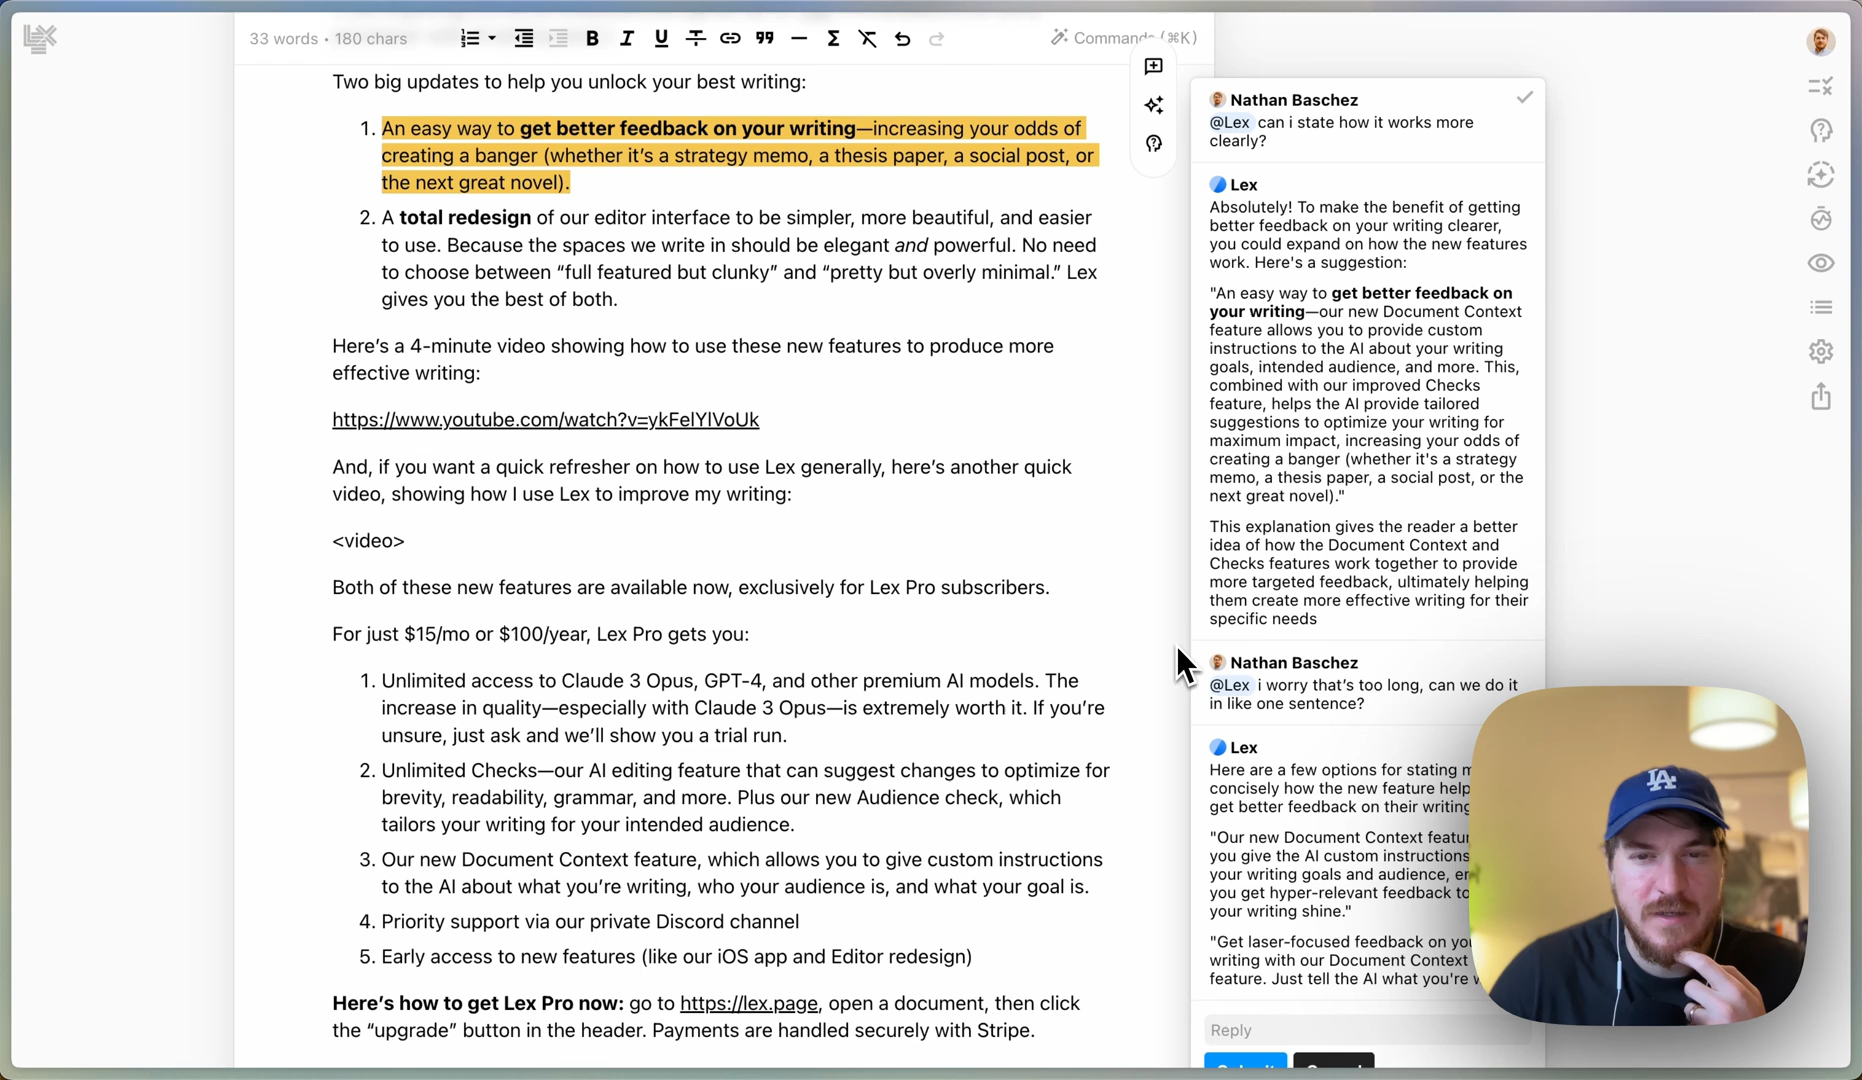 33 words • 180 chars
Commands (⌘K)
Two big updates to help you unlock your best writing:
1. An easy way to get better feedback on your writing—increasing your odds of
creating a banger (whether it’s a strategy memo, a thesis paper, a social post, or
the next great novel).
2. A total redesign of our editor interface to be simpler, more beautiful, and easier
to use. Because the spaces we write in should be elegant and powerful. No need
to choose between “full featured but clunky” and “pretty but overly minimal.” Lex
gives you the best of both.
Here’s a 4-minute video showing how to use these new features to produce more
effective writing:
https://www.youtube.com/watch?v=ykFelYlVoUk
And, if you want a quick refresher on how to use Lex generally, here’s another quick
video, showing how I use Lex to improve my writing:
<video>
Both of these new features are available now, exclusively for Lex Pro subscribers.
For just $15/mo or $100/year, Lex Pro gets you:
1. Unlimited access to Claude 3 Opus, GPT-4, and other premium AI models. The
increase in quality—especially with Claude 3 Opus—is extremely worth it. If you’re
unsure, just ask and we’ll show you a trial run.
2. Unlimited Checks—our AI editing feature that can suggest changes to optimize for
brevity, readability, grammar, and more. Plus our new Audience check, which
tailors your writing for your intended audience.
3. Our new Document Context feature, which allows you to give custom instructions
to the AI about what you’re writing, who your audience is, and what your goal is.
4. Priority support via our private Discord channel
5. Early access to new features (like our iOS app and Editor redesign)
Here’s how to get Lex Pro now: go to https://lex.page, open a document, then click
the “upgrade” button in the header. Payments are handled securely with Stripe.
Nathan Baschez
@Lex can i state how it works more
clearly?
Lex
Absolutely! To make the benefit of getting
better feedback on your writing clearer,
you could expand on how the new features
work. Here's a suggestion:
"An easy way to get better feedback on
your writing—our new Document Context
feature allows you to provide custom
instructions to the AI about your writing
goals, intended audience, and more. This,
combined with our improved Checks
feature, helps the AI provide tailored
suggestions to optimize your writing for
maximum impact, increasing your odds of
creating a banger (whether it's a strategy
memo, a thesis paper, a social post, or the
next great novel)."
This explanation gives the reader a better
idea of how the Document Context and
Checks features work together to provide
more targeted feedback, ultimately helping
them create more effective writing for their
specific needs
Nathan Baschez
@Lex i worry that’s too long, can we do it
in like one sentence?
Lex
Here are a few options for stating
concisely how the new feature
get better feedback on their writing
"Our new Document Context
you give the AI custom instructions
your writing goals and audience,
you get hyper-relevant feedback
your writing shine."
"Get laser-focused feedback on
writing with our Document Context
feature. Just tell the AI what you're
Reply